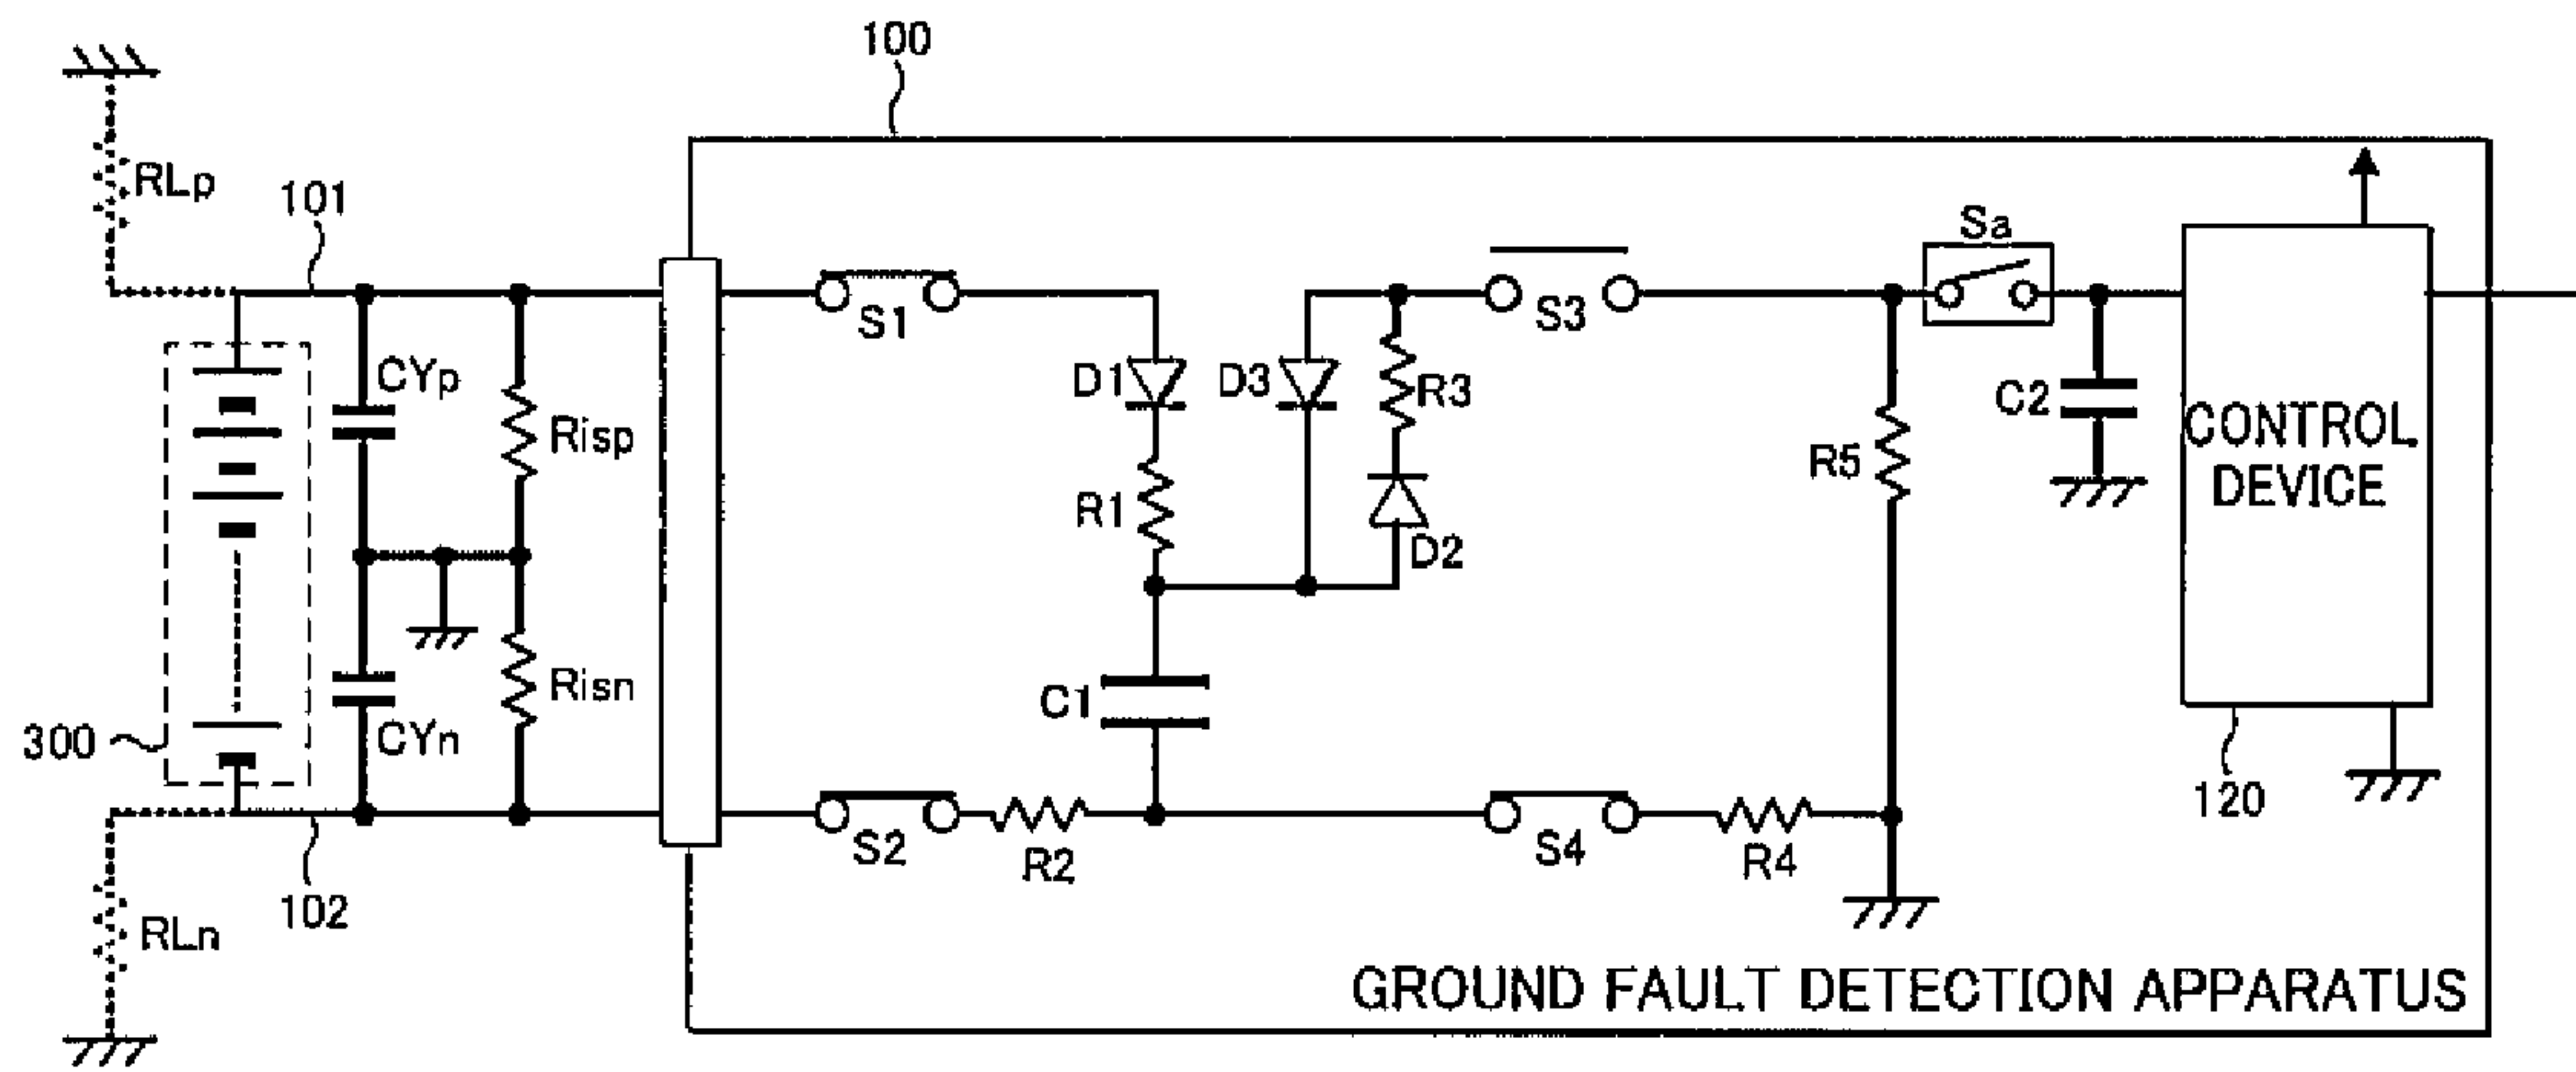 100
RLp
101
Sa
S1
S3
CYp
D1
D3
R3
C2
CONTROL
DEVICE
Risp
R5
R1
D2
Risn
C1
300
CYn
120
S2
R2
S4
R4
102
RLn
GROUND FAULT DETECTION APPARATUS